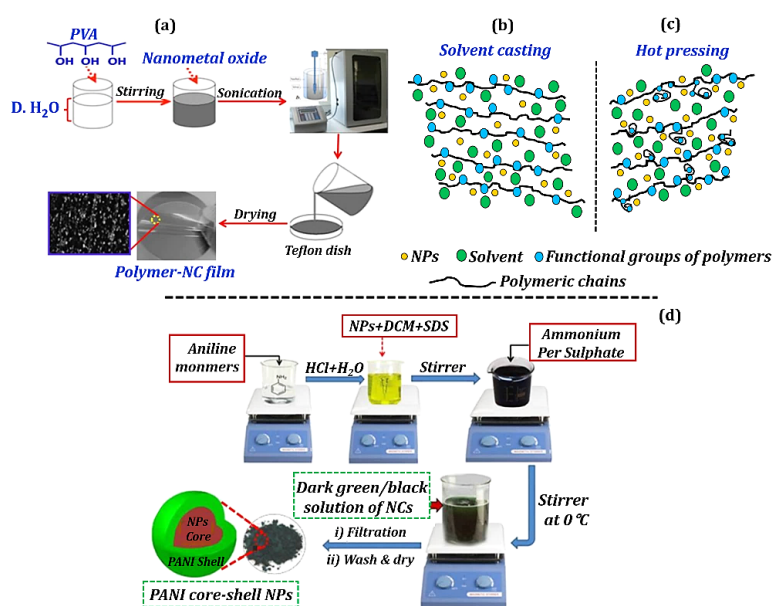 (a)
PVA
OH OH OH
Nanometal oxide
D. H2O
Stirring
Sonication
Drying
Teflon dish
Polymer-NC film
(b)
Solvent casting
(c)
Hot pressing
NPs
Solvent
Functional groups of polymers
Polymeric chains
(d)
Aniline
monmers
HCl+H2O
NPs+DCM+SDS
Stirrer
Ammonium
Per Sulphate
Stirrer
at 0℃
Dark green/black
solution of NCs
i) Filtration
ii) Wash & dry
NPs
Core
PANI Shell
PANI core-shell NPs